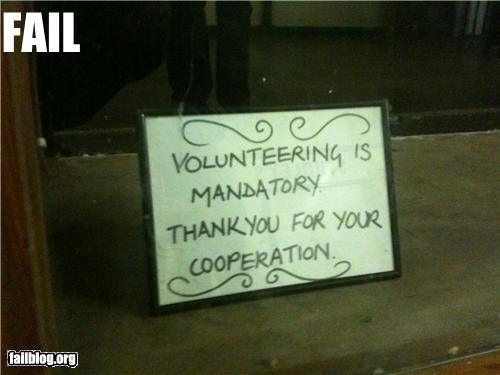 FAIL
VOLUNTEERING IS
MANDATORY.
THANKYOU FOR YOUR
COOPERATION.
failblog.org